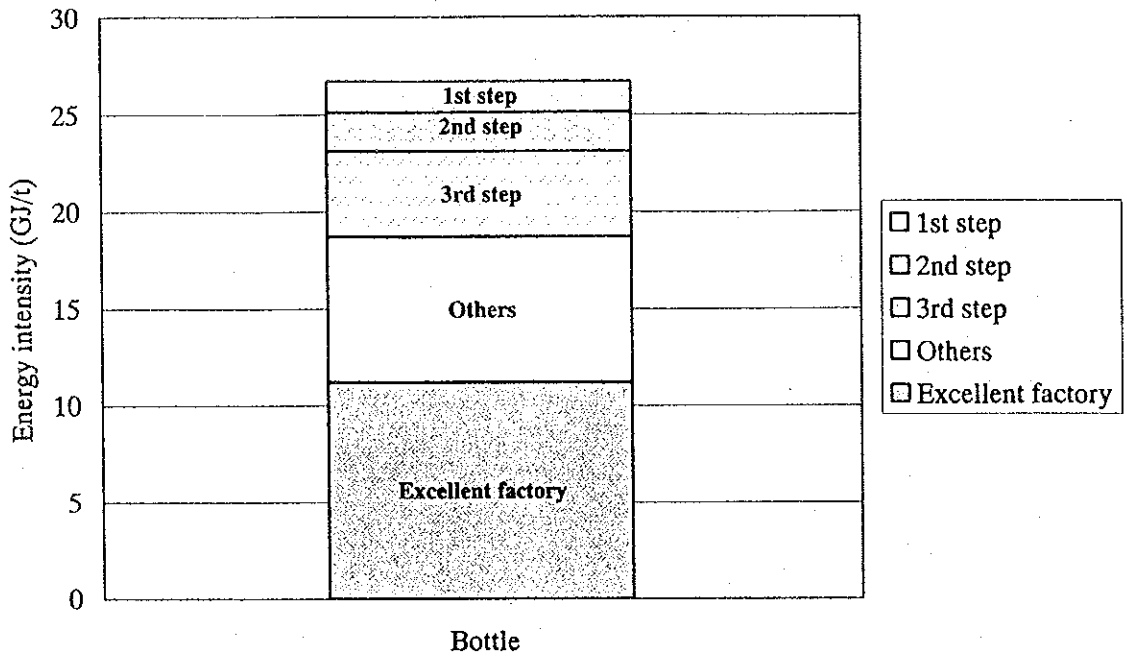 30
25
20
15
10
5
0
Energy intensity (GJ/t)
1st step
2nd step
3rd step
Others
Excellent factory
Bottle
1st step
2nd step
3rd step
Others
Excellent factory